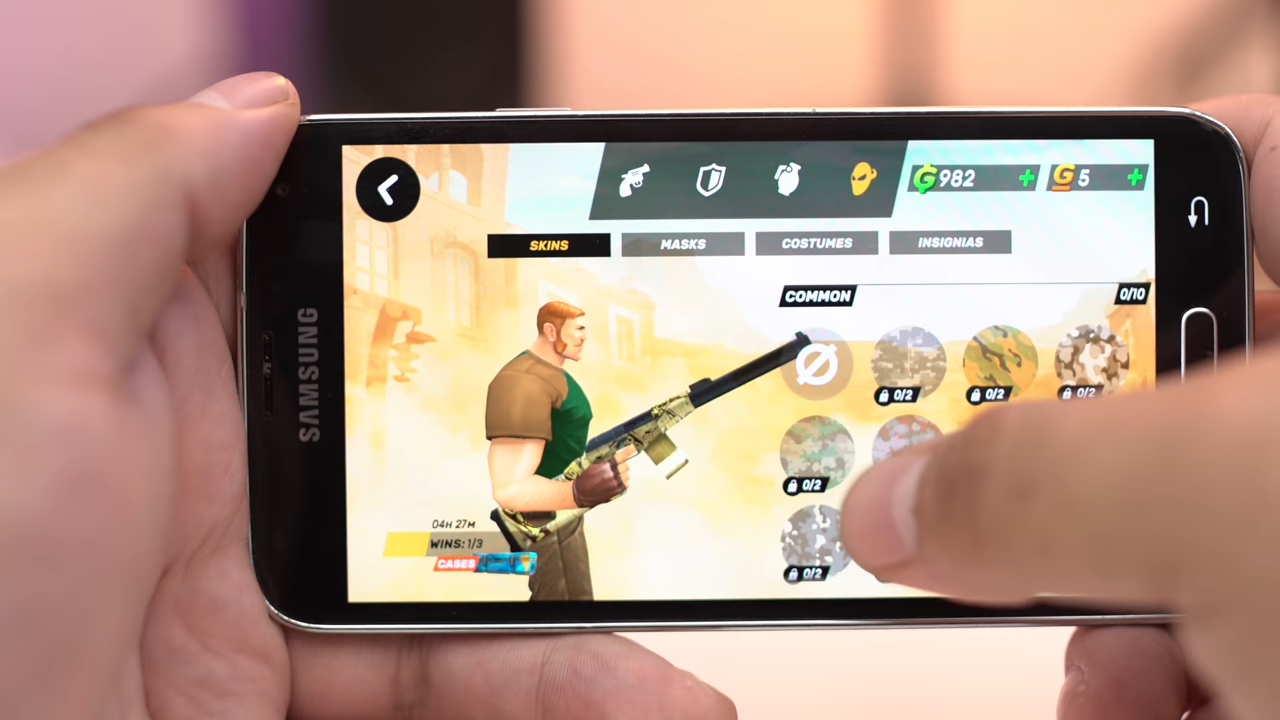 SAMSUNG
982
5
SKINS
MASKS
COSTUMES
INSIGNIAS
COMMON
0/10
0/2
0/2
0/2
0/2
0/2
04H 27M
WINS: 1/3
CASES